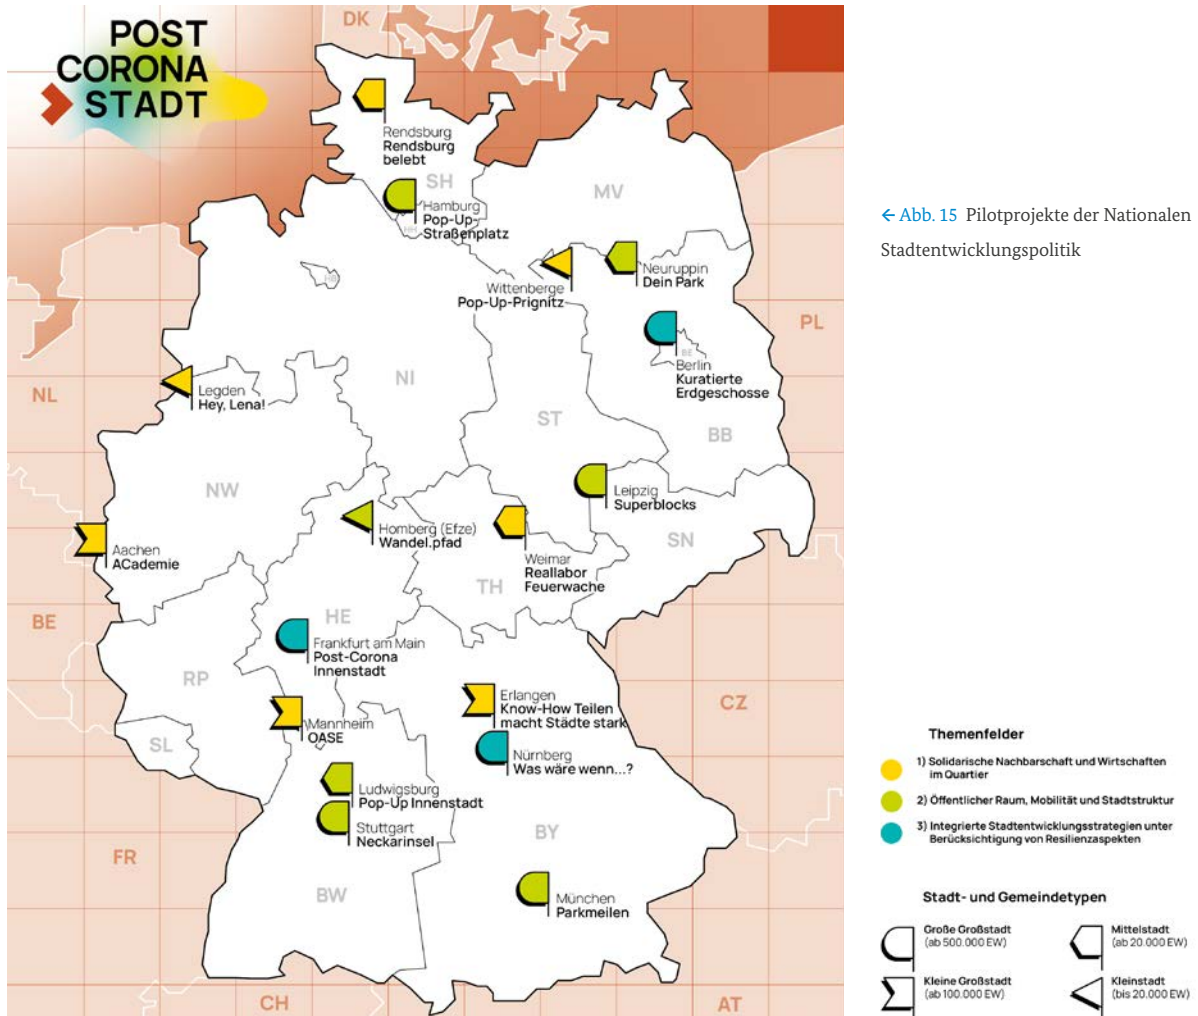 POST
CORONA
STADT
DK
Rendsburg
Rendsburg
belebt
SH
Hamburg
Pop-Up-
Straßenplatz
HH
MV
← Abb. 15 Pilotprojekte der Nationalen
Stadtentwicklungspolitik
HB
Wittenberge
Pop-Up-Prignitz
Neuruppin
Dein Park
PL
BE
Berlin
Kuratierte
Erdgeschosse
NL
Legden
Hey, Lena!
NI
ST
BB
NW
Leipzig
Superblocks
Homberg (Efze)
Wandel.pfad
SN
Aachen
ACademie
Weimar
Reallabor
Feuerwache
TH
BE
HE
Frankfurt am Main
Post-Corona
Innenstadt
RP
Erlangen
Know-How Teilen
macht Städte stark
CZ
SL
Mannheim
OASE
Nürnberg
Was wäre wenn...?
Ludwigsburg
Pop-Up Innenstadt
Stuttgart
Neckarinsel
BY
FR
BW
München
Parkmeilen
CH
AT
Themenfelder
1) Solidarische Nachbarschaft und Wirtschaften
im Quartier
2) Öffentlicher Raum, Mobilität und Stadtstruktur
3) Integrierte Stadtentwicklungsstrategien unter
Berücksichtigung von Resilienzaspekten
Stadt- und Gemeindetypen
Große Großstadt
(ab 500.000 EW)
Mittelstadt
(ab 20.000 EW)
Kleine Großstadt
(ab 100.000 EW)
Kleinstadt
(bis 20.000 EW)